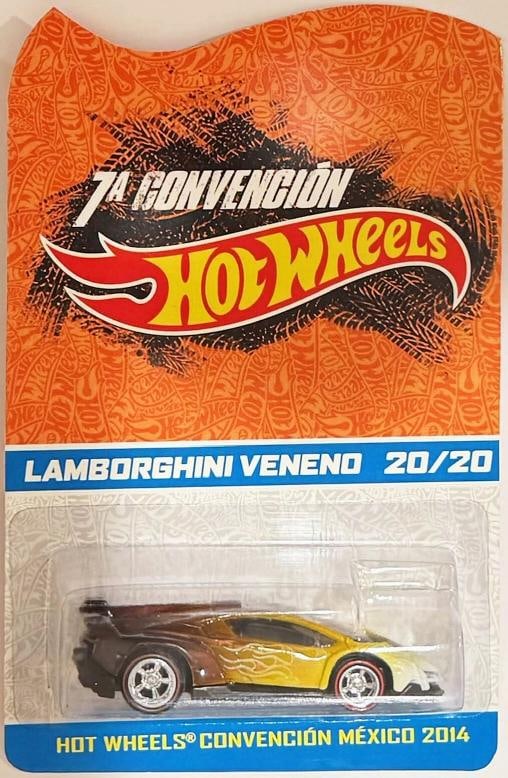 7A CONVENCIÓN
Hot Wheels
LAMBORGHINI VENENO 20/20
HOT WHEELS® CONVENCIÓN MÉXICO 2014